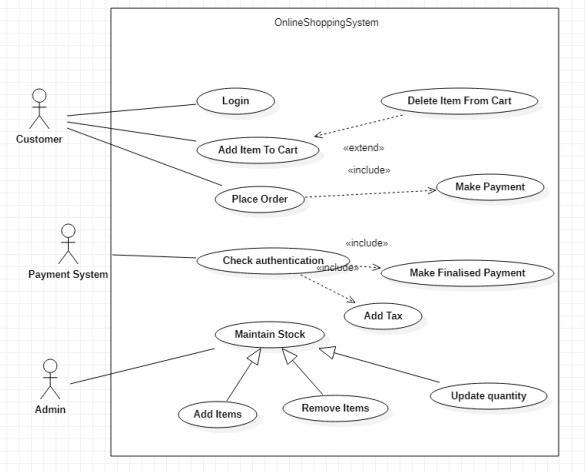 OnlineShoppingSystem
Login
Delete Item From Cart
Customer
Add Item To Cart
«extend»
«include»
Place Order
Make Payment
«include»
Payment System
Check authentication
«include»
Make Finalised Payment
Add Tax
Maintain Stock
Admin
Add Items
Remove Items
Update quantity